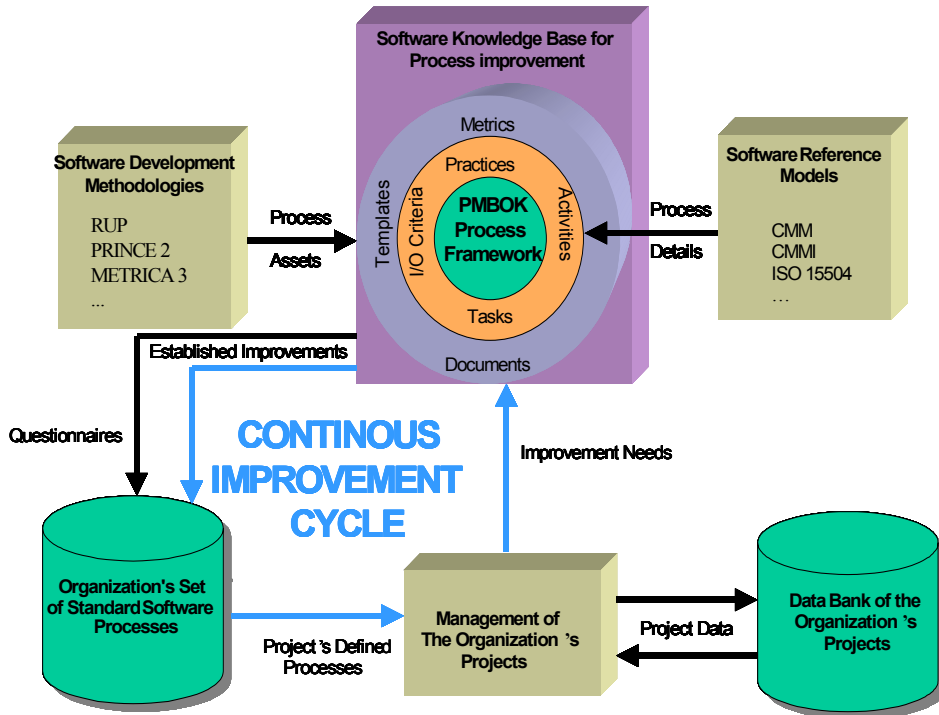 Software Knowledge Base for
Process improvement
Metrics
Practices
Templates
I/O Criteria
PMBOK
Process
Framework
Activities
Tasks
Documents
Software Development
Methodologies
RUP
PRINCE 2
METRICA 3
...
Process
Assets
Software Reference
Models
CMM
CMMI
ISO 15504
…
Process
Details
Established Improvements
Questionnaires
CONTINOUS
IMPROVEMENT
CYCLE
Improvement Needs
Organization's Set
of Standard Software
Processes
Project 's Defined
Processes
Management of
The Organization 's
Projects
Project Data
Data Bank of the
Organization 's
Projects